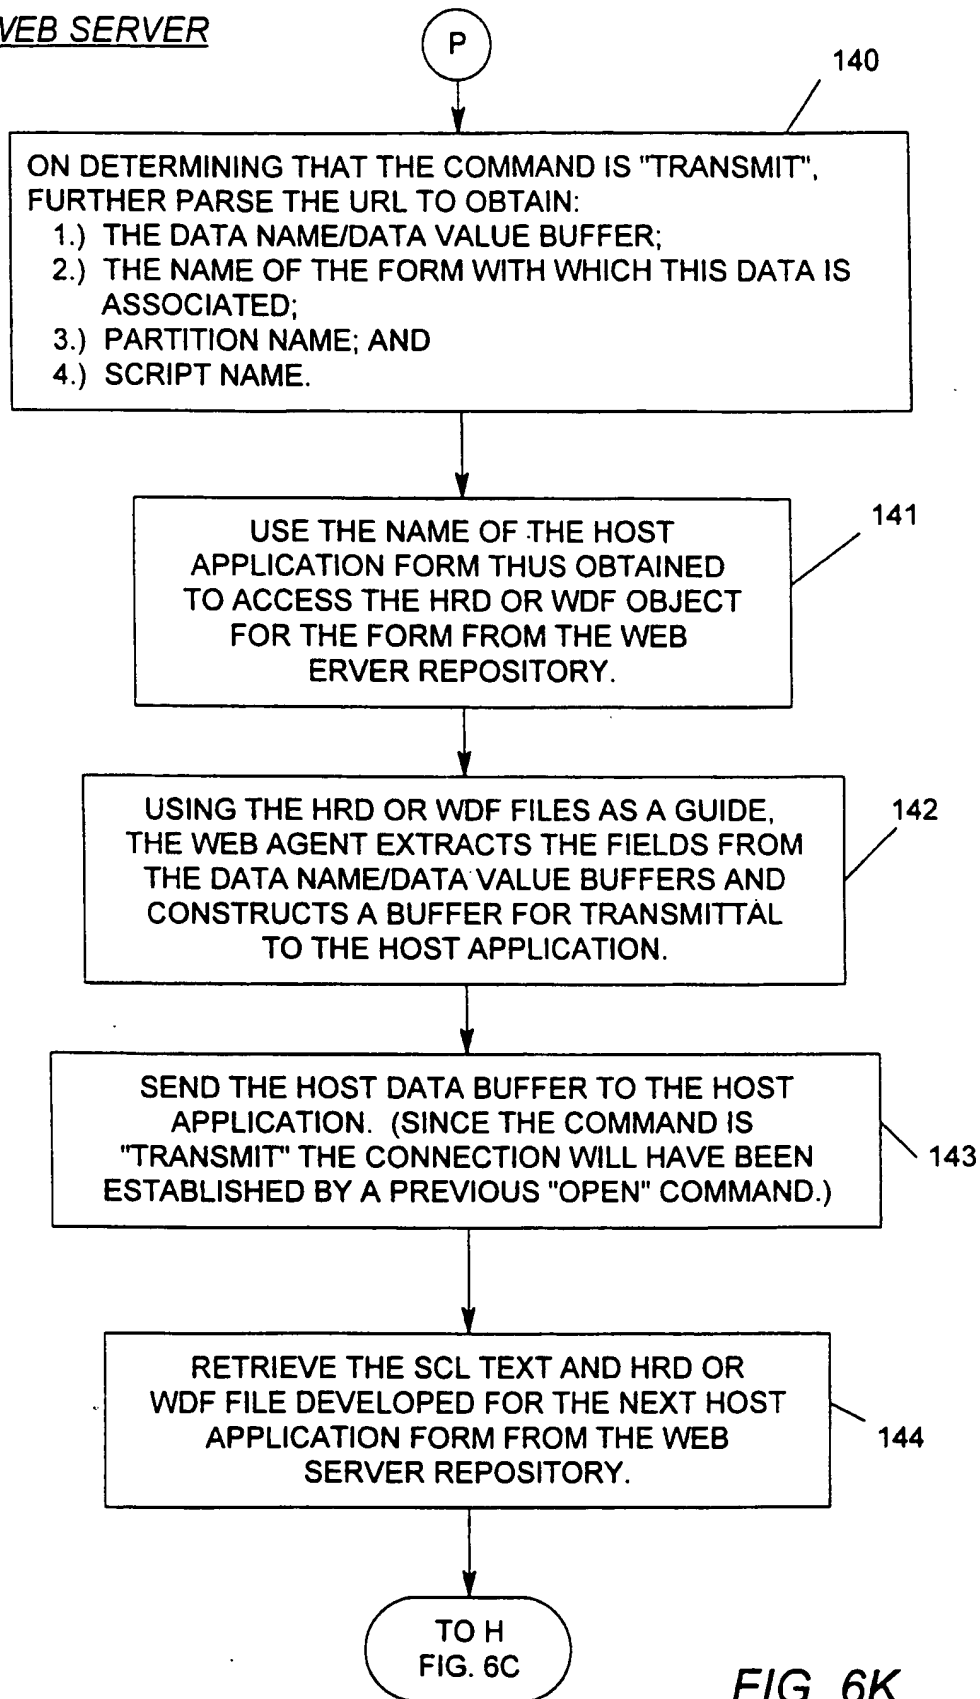 WEB SERVER
P
140
ON DETERMINING THAT THE COMMAND IS "TRANSMIT",
FURTHER PARSE THE URL TO OBTAIN:
1.) THE DATA NAME/DATA VALUE BUFFER;
2.) THE NAME OF THE FORM WITH WHICH THIS DATA IS
ASSOCIATED;
3.) PARTITION NAME; AND
4.) SCRIPT NAME.
141
USE THE NAME OF THE HOST
APPLICATION FORM THUS OBTAINED
TO ACCESS THE HRD OR WDF OBJECT
FOR THE FORM FROM THE WEB
ERVER REPOSITORY.
142
USING THE HRD OR WDF FILES AS A GUIDE,
THE WEB AGENT EXTRACTS THE FIELDS FROM
THE DATA NAME/DATA VALUE BUFFERS AND
CONSTRUCTS A BUFFER FOR TRANSMITTAL
TO THE HOST APPLICATION.
SEND THE HOST DATA BUFFER TO THE HOST
APPLICATION. (SINCE THE COMMAND IS
"TRANSMIT" THE CONNECTION WILL HAVE BEEN
ESTABLISHED BY A PREVIOUS "OPEN" COMMAND.)
143
RETRIEVE THE SCL TEXT AND HRD OR
WDF FILE DEVELOPED FOR THE NEXT HOST
APPLICATION FORM FROM THE WEB
SERVER REPOSITORY.
144
TO H
FIG. 6C
FIG. 6K